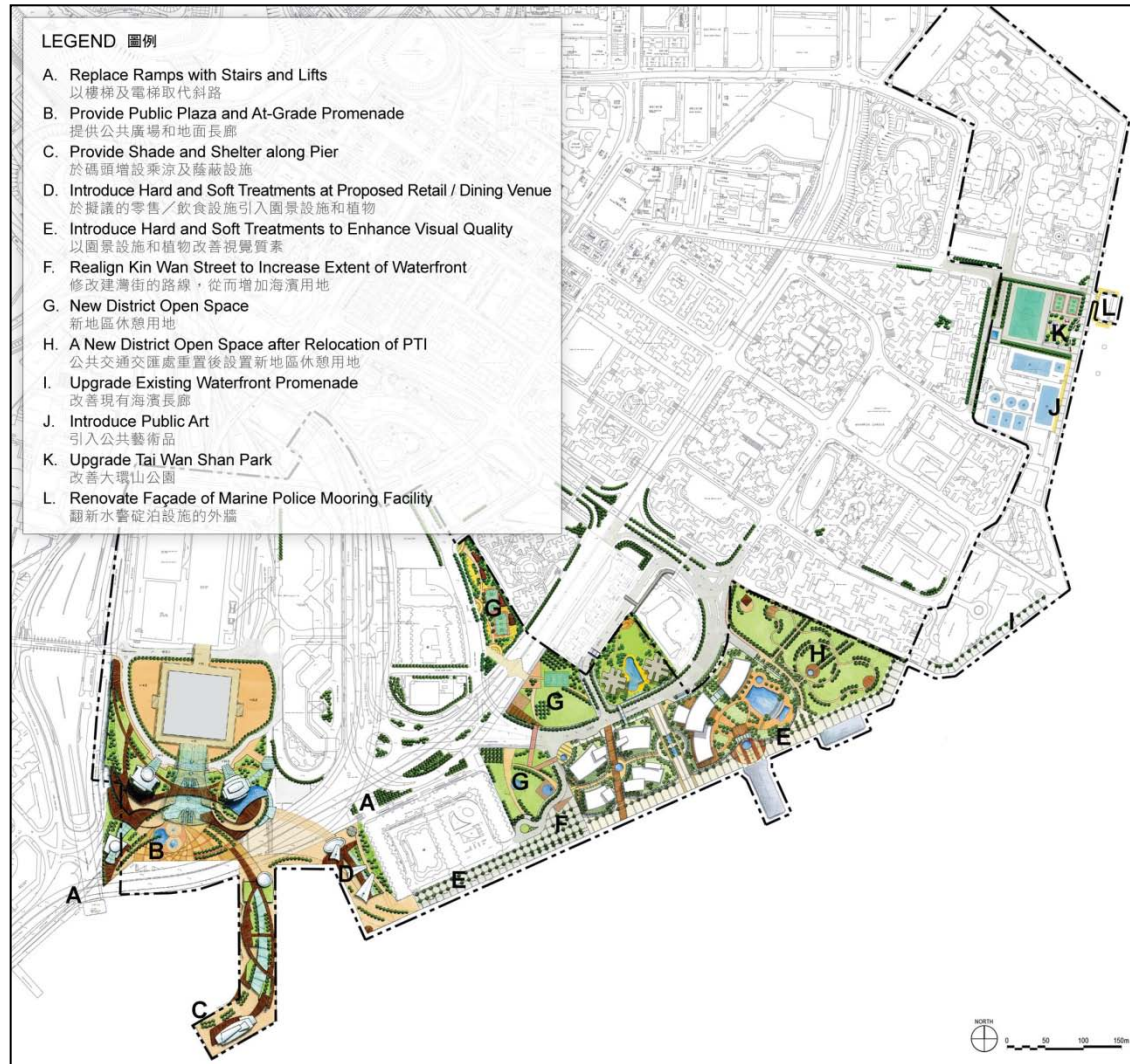 LEGEND 圖例
A. Replace Ramps with Stairs and Lifts
以樓梯及電梯取代斜路
B. Provide Public Plaza and At-Grade Promenade
提供公共廣場和地面長廊
C. Provide Shade and Shelter along Pier
於碼頭增設乘涼及蔭蔽設施
D. Introduce Hard and Soft Treatments at Proposed Retail / Dining Venue
於擬議的零售／飲食設施引入園景設施和植物
E. Introduce Hard and Soft Treatments to Enhance Visual Quality
以園景設施和植物改善視覺質素
F. Realign Kin Wan Street to Increase Extent of Waterfront
修改建灣街的路線，從而增加海濱用地
G. New District Open Space
新地區休憩用地
H. A New District Open Space after Relocation of PTI
公共交通交匯處重置後設置新地區休憩用地
I. Upgrade Existing Waterfront Promenade
改善現有海濱長廊
J. Introduce Public Art
引入公共藝術品
K. Upgrade Tai Wan Shan Park
改善大環山公園
L. Renovate Façade of Marine Police Mooring Facility
翻新水警碇泊設施的外牆
L
K
J
I
G
H
G
E
G
A
F
B
D
E
A
C
NORTH
0 50 100 150m